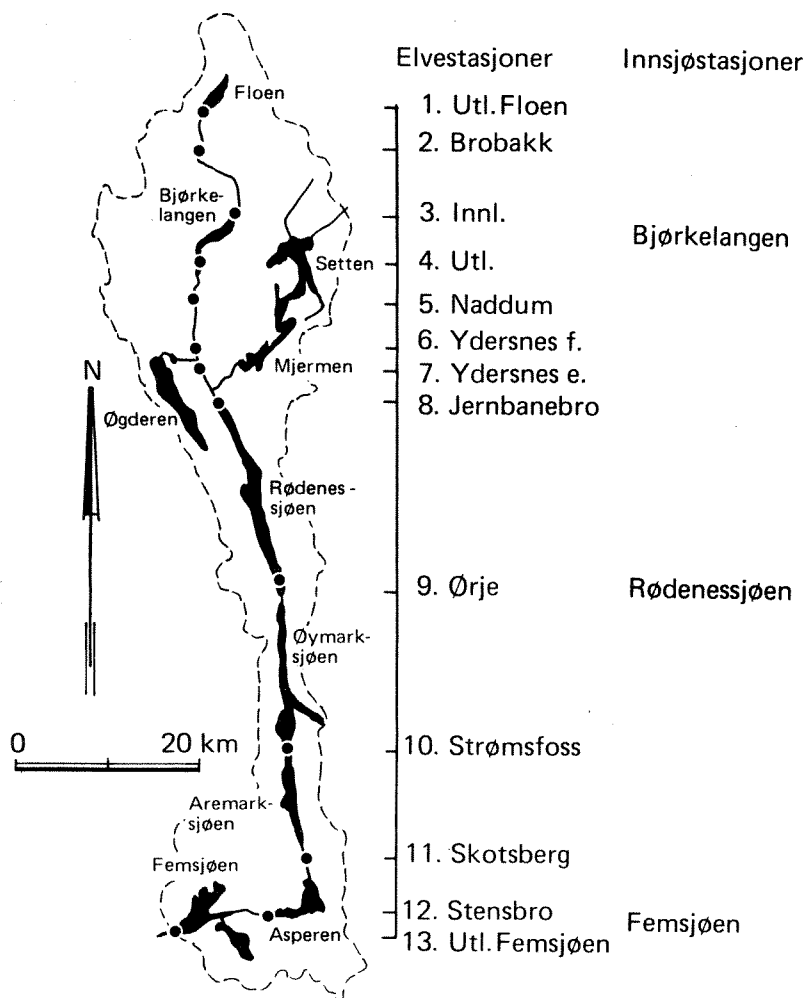 Elvestasjoner
Innsjøstasjoner
1. Utl. Floen
2. Brobakk
3. Innl.
4. Utl.
5. Naddum
6. Ydersnes f.
7. Ydersnes e.
8. Jernbanebro
9. Ørje
10. Strømsfoss
11. Skotsberg
12. Stensbro
13. Utl. Femsjøen
Bjørkelangen
Rødenessjøen
Femsjøen
Floen
Bjørke-
langen
Setten
Mjermen
N
Øgderen
Rødenes-
sjøen
Øymark-
sjøen
0 20 km
Aremark-
sjøen
Femsjøen
Asperen